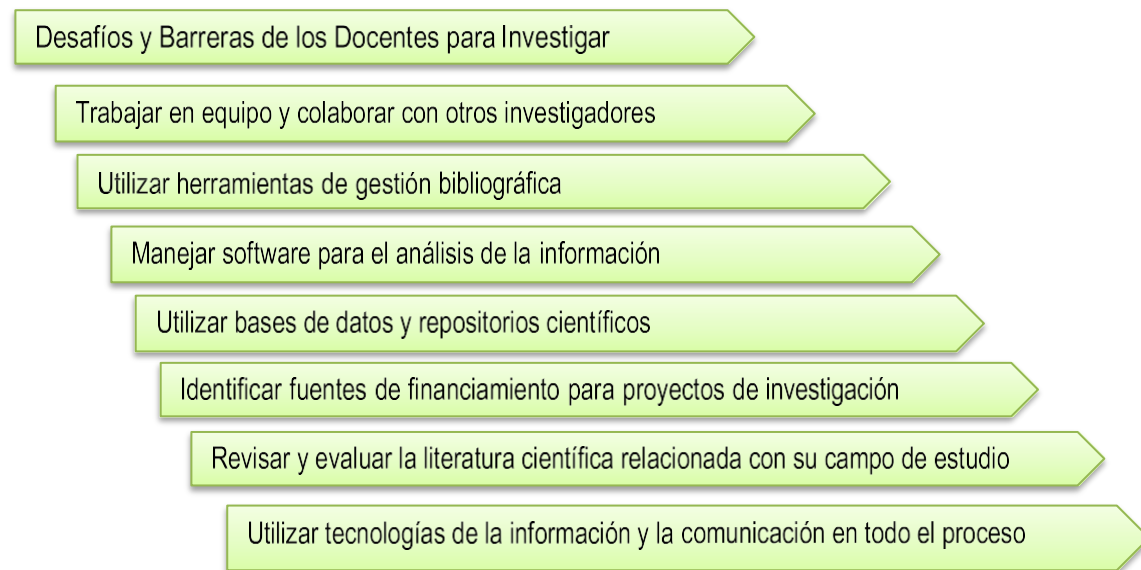 Desafíos y Barreras de los Docentes para Investigar
Trabajar en equipo y colaborar con otros investigadores
Utilizar herramientas de gestión bibliográfica
Manejar software para el análisis de la información
Utilizar bases de datos y repositorios científicos
Identificar fuentes de financiamiento para proyectos de investigación
Revisar y evaluar la literatura científica relacionada con su campo de estudio
Utilizar tecnologías de la información y la comunicación en todo el proceso